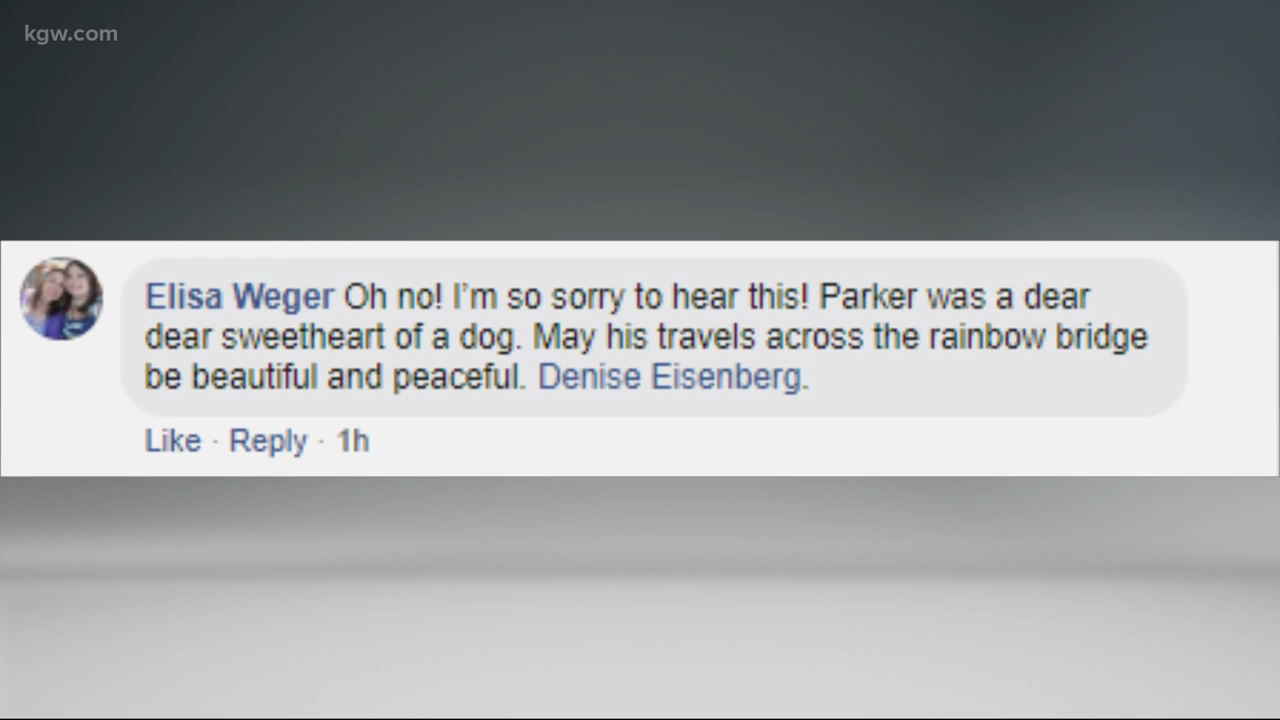 kgw.com
Elisa Weger Oh no! I'm so sorry to hear this! Parker was a dear
dear sweetheart of a dog. May his travels across the rainbow bridge
be beautiful and peaceful. Denise Eisenberg.
Like · Reply · 1h